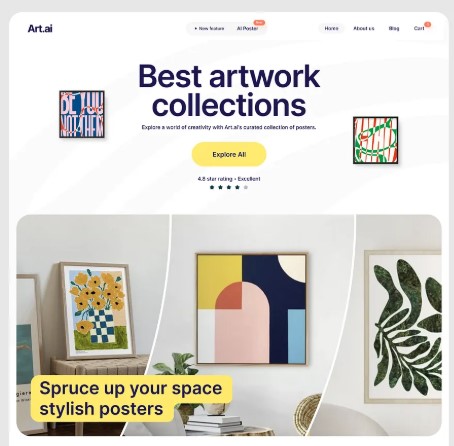 Art.ai
New feature
AI Poster
Home
About us
Blog
Cart
Best artwork
collections
Explore a world of creativity with Art.ai's curated collection of posters.
Explore All
4.8 star rating • Excellent
Spruce up your space
stylish posters